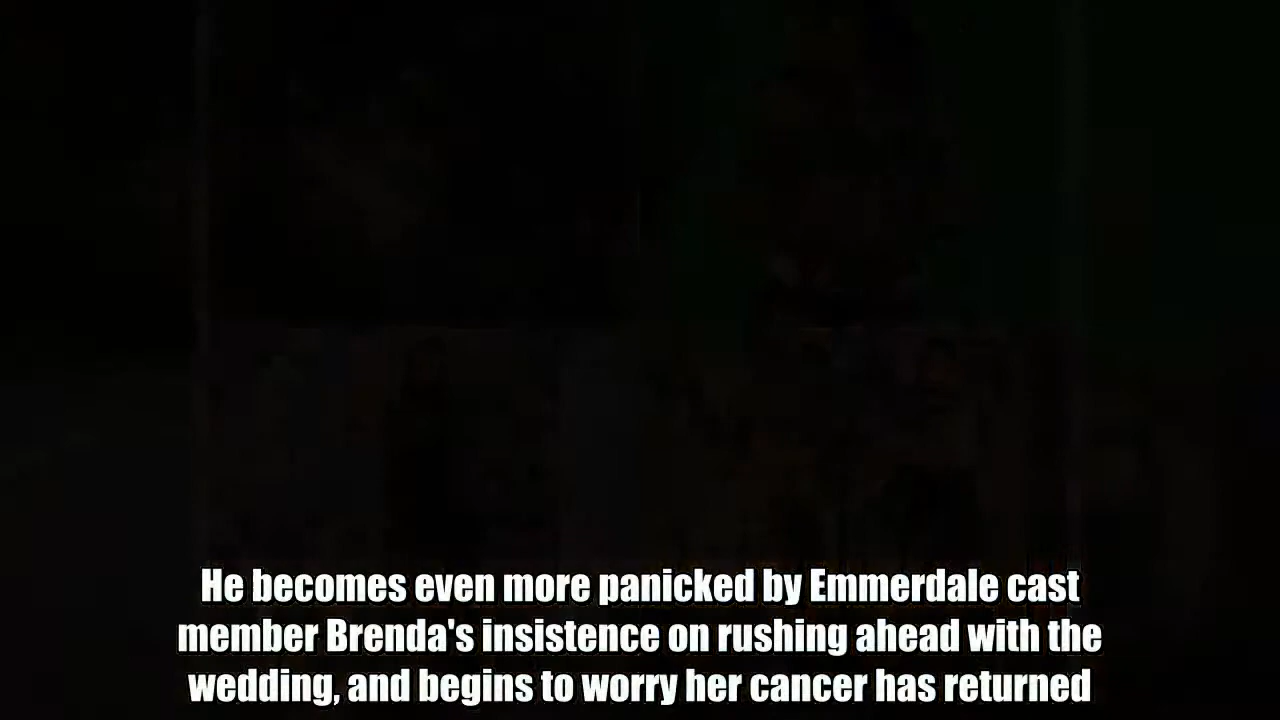 He becomes even more panicked by Emmerdale cast
member Brenda's insistence on rushing ahead with the
wedding, and begins to worry her cancer has returned